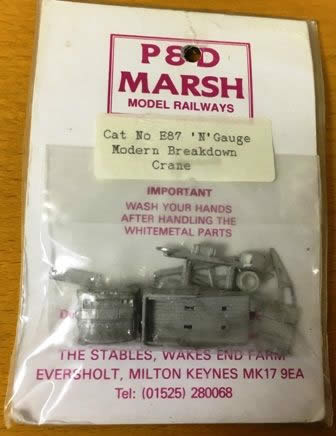 P&D
MARSH
MODEL RAILWAYS
Cat No E87 'N' Gauge
Modern Breakdown
Crane
IMPORTANT
WASH YOUR HANDS
AFTER HANDLING THE
WHITEMETAL PARTS
THE STABLES, WAKES END FARM
EVERSHOLT, MILTON KEYNES MK17 9EA
Tel: (01525) 280068